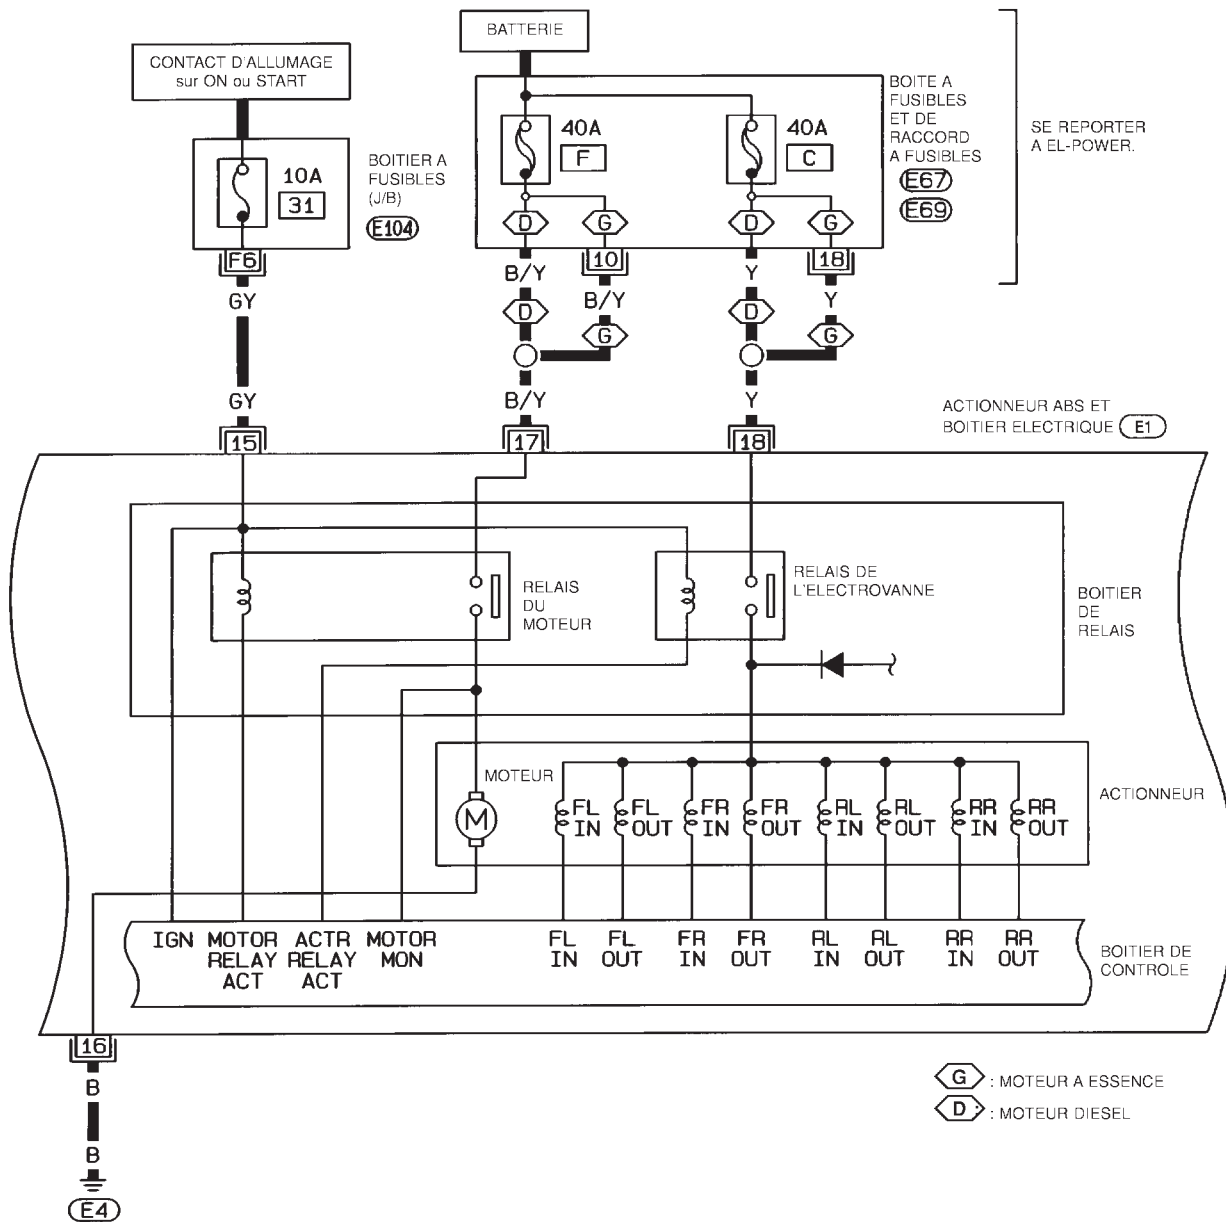 BATTERIE
CONTACT D'ALLUMAGE
sur ON ou START
BOITE A
FUSIBLES
ET DE
RACCORD
A FUSIBLES
E67
E69
SE REPORTER
A EL-POWER.
10A
31
BOITIER A
FUSIBLES
(J/B)
E104
40A
F
40A
C
D
G
D
G
F6
10
18
GY
B/Y
B/Y
Y
Y
D
G
D
G
GY
B/Y
Y
ACTIONNEUR ABS ET
BOITIER ELECTRIQUE E1
15
17
18
RELAIS
DU
MOTEUR
RELAIS DE
L'ELECTROVANNE
BOITIER
DE
RELAIS
MOTEUR
M
FL
IN
FL
OUT
FR
IN
FR
OUT
RL
IN
RL
OUT
RR
IN
RR
OUT
ACTIONNEUR
IGN
MOTOR
RELAY
ACT
ACTR
RELAY
ACT
MOTOR
MON
FL
IN
FL
OUT
FR
IN
FR
OUT
RL
IN
RL
OUT
RR
IN
RR
OUT
BOITIER DE
CONTROLE
16
B
B
E4
G : MOTEUR A ESSENCE
D : MOTEUR DIESEL